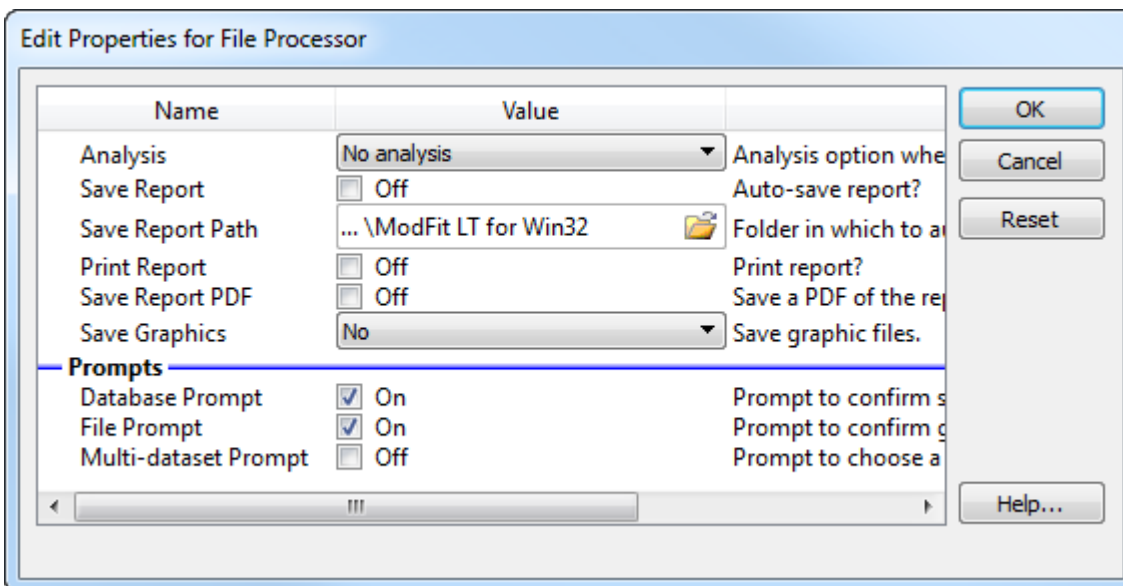 Edit Properties for File Processor
Name Value
OK
Analysis No analysis Analysis option whe
Cancel
Save Report Off Auto-save report?
Save Report Path ... \ModFit LT for Win32 Folder in which to au
Reset
Print Report Off Print report?
Save Report PDF Off Save a PDF of the rep
Save Graphics No Save graphic files.
Prompts
Database Prompt On Prompt to confirm s
File Prompt On Prompt to confirm g
Multi-dataset Prompt Off Prompt to choose a
Help...